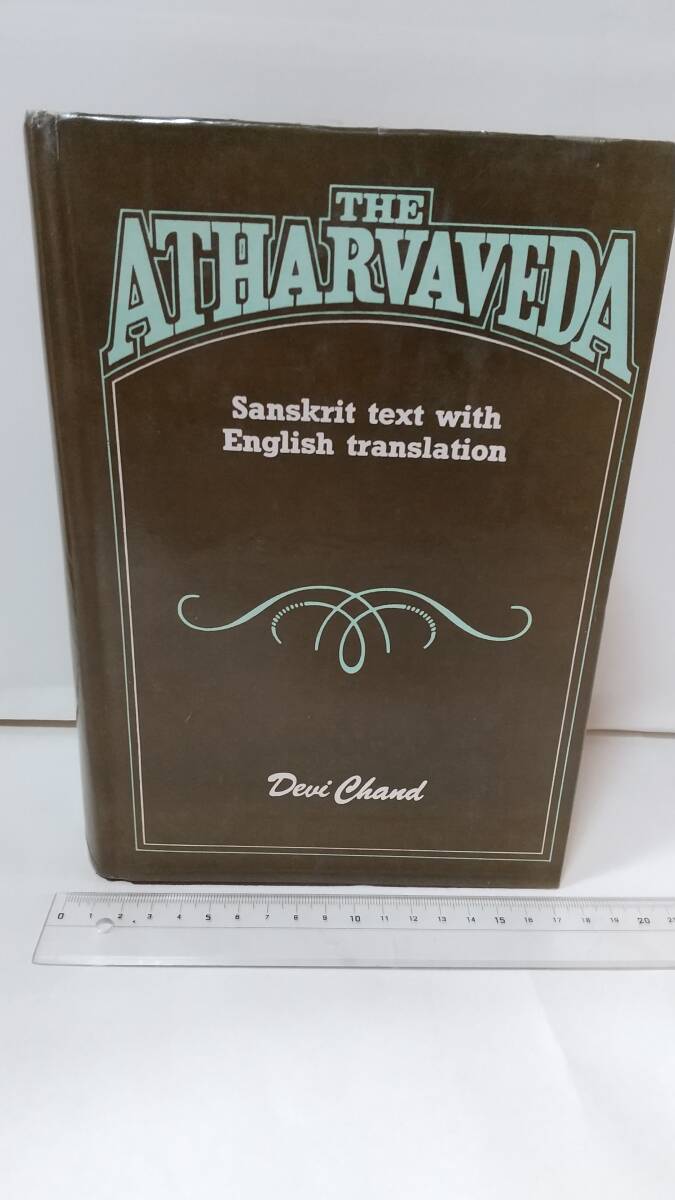 THE
ATHARVAVEDA
Sanskrit text with
English translation
Devi Chand
0 1 2 3 4 5 6 7 8 9 10 11 12 13 14 15 16 17 18 19 20